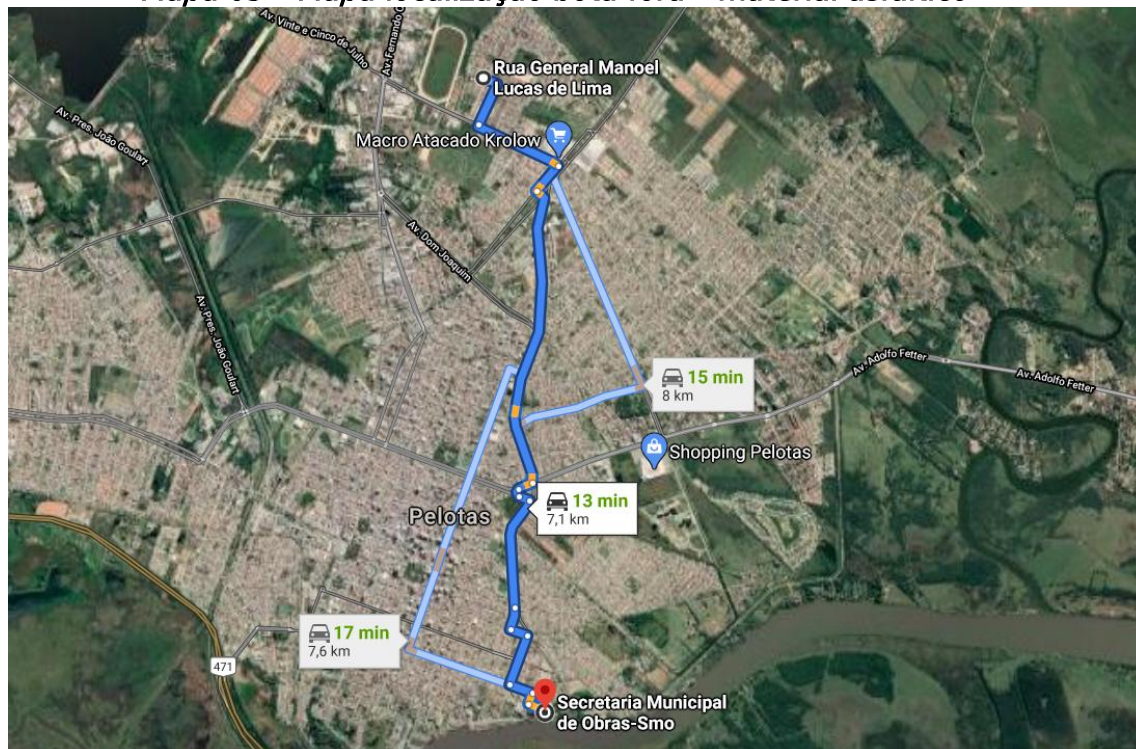 Av. Vinte e Cinco de Julho
Av. Fernando
Rua General Manoel
Lucas de Lima
Macro Atacado Krolow
Av. Pres. João Goulart
Av. Dom Joaquim
Av. Pres. João Goulart
15 min
8 km
Av. Adolfo Fetter
Av. Adolfo Fetter
Shopping Pelotas
13 min
7,1 km
Pelotas
17 min
7,6 km
471
Secretaria Municipal
de Obras-Smo